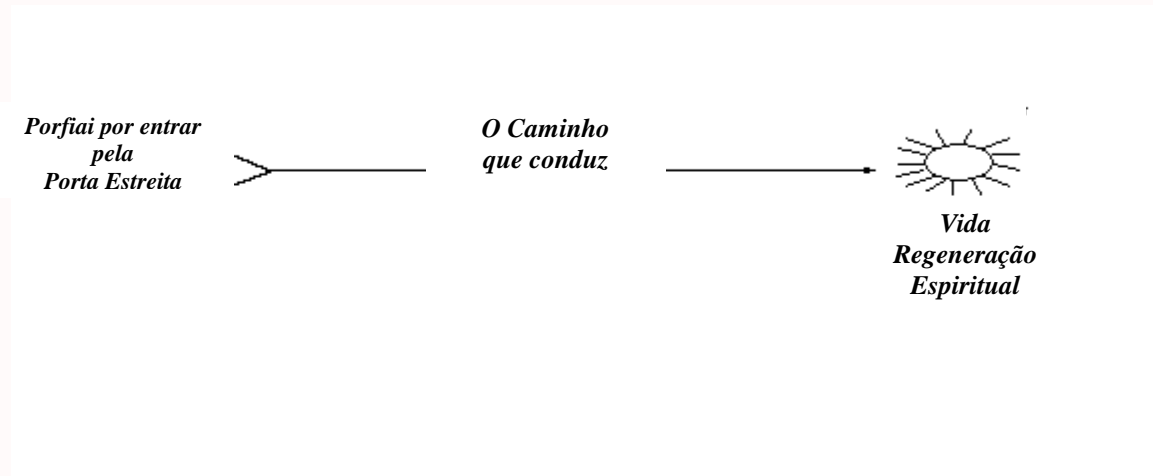 Porfiai por entrar
pela
Porta Estreita
O Caminho
que conduz
Vida
Regeneração
Espiritual